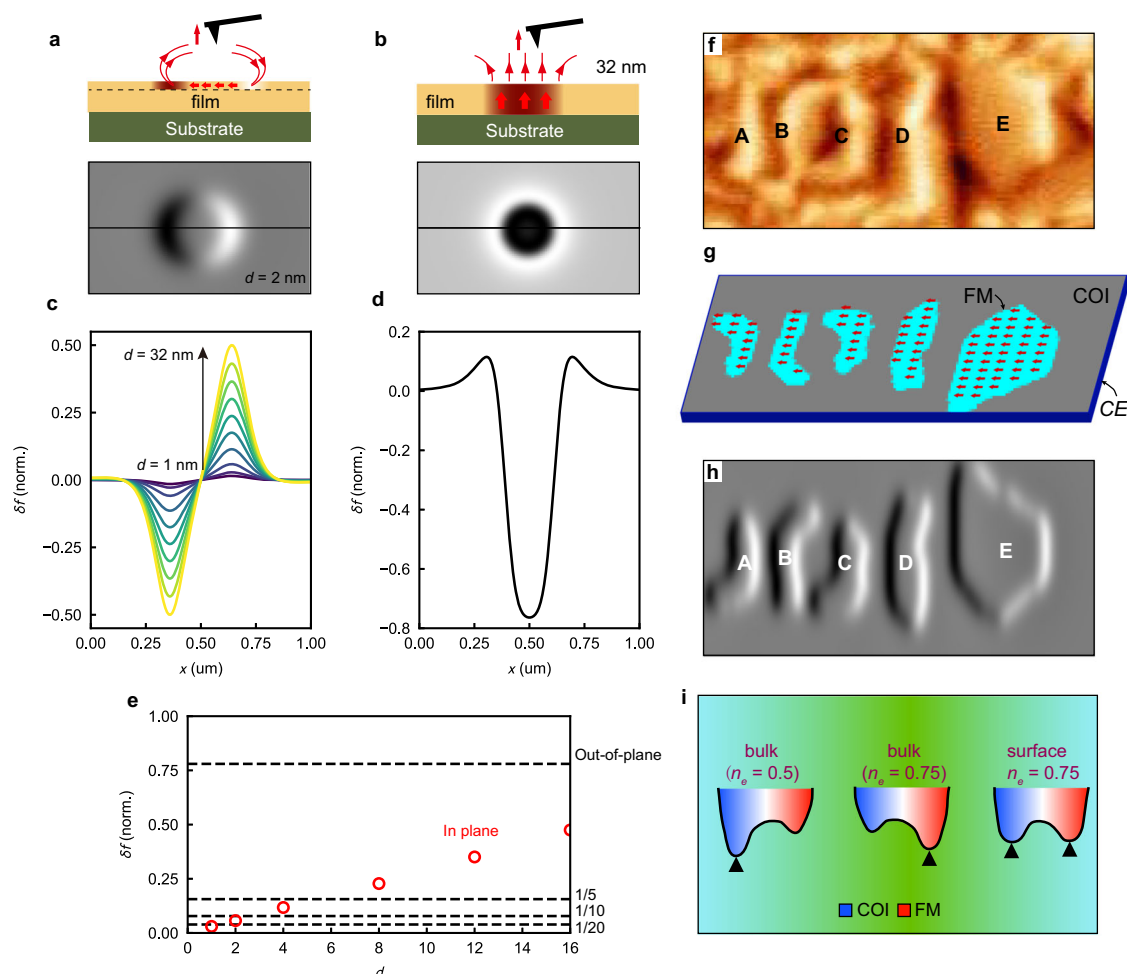 a
film
Substrate
d = 2 nm
b
32 nm
film
Substrate
c
0.50
0.25
0.00
−0.25
−0.50
δf (norm.)
d = 32 nm
d = 1 nm
0.00 0.25 0.50 0.75 1.00
x (um)
d
0.2
0.0
−0.2
−0.4
−0.6
−0.8
δf (norm.)
0.00 0.25 0.50 0.75 1.00
x (um)
e
1.00
0.75
0.50
0.25
0.00
δf (norm.)
Out-of-plane
In plane
1/5
1/10
1/20
0 2 4 6 8 10 12 14 16
d
f
A B C D E
g
FM COI
CE
h
A B C D E
i
bulk
(ne = 0.5)
bulk
(ne = 0.75)
surface
ne = 0.75
COI FM